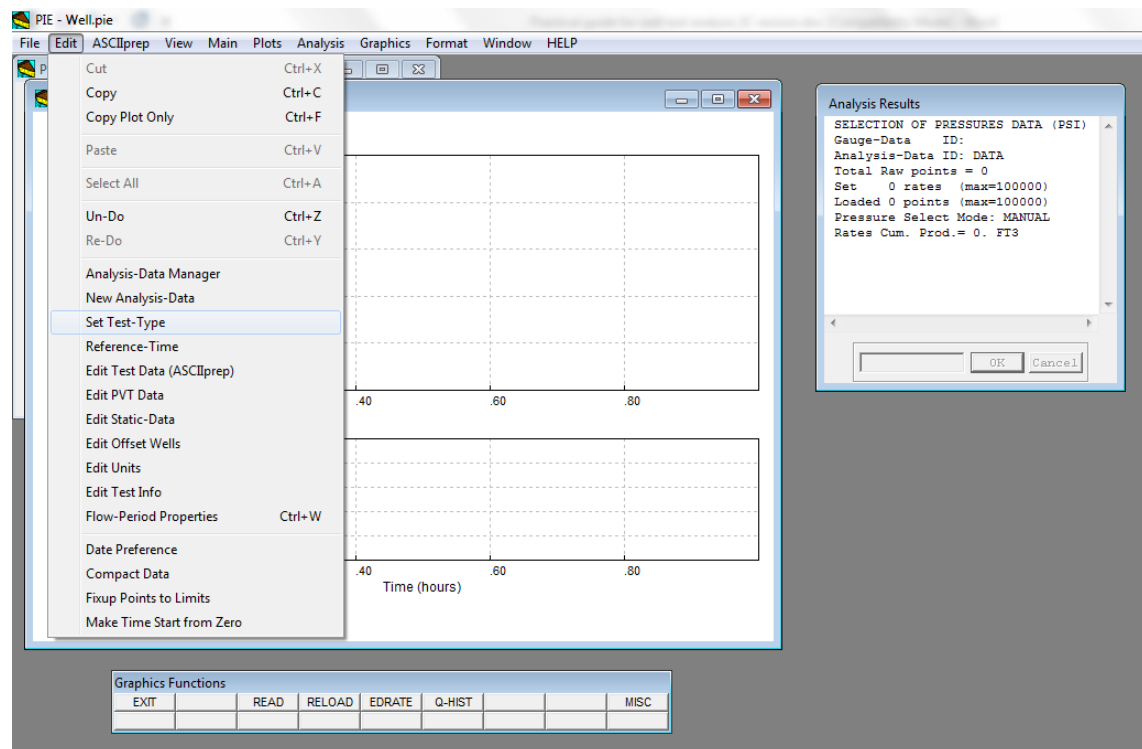 PIE - Well.pie
File Edit ASCIIprep View Main Plots Analysis Graphics Format Window HELP
Cut Ctrl+X
Copy Ctrl+C
Copy Plot Only Ctrl+F
Paste Ctrl+V
Select All Ctrl+A
Un-Do Ctrl+Z
Re-Do Ctrl+Y
Analysis-Data Manager
New Analysis-Data
Set Test-Type
Reference-Time
Edit Test Data (ASCIIprep)
Edit PVT Data
Edit Static-Data
Edit Offset Wells
Edit Units
Edit Test Info
Flow-Period Properties Ctrl+W
Date Preference
Compact Data
Fixup Points to Limits
Make Time Start from Zero
.40 .60 .80
.40 .60 .80
Time (hours)
Analysis Results
SELECTION OF PRESSURES DATA (PSI)
Gauge-Data ID:
Analysis-Data ID: DATA
Total Raw points = 0
Set 0 rates (max=100000)
Loaded 0 points (max=100000)
Pressure Select Mode: MANUAL
Rates Cum. Prod.= 0. FT3
OK Cancel
Graphics Functions
EXIT READ RELOAD EDRATE Q-HIST MISC